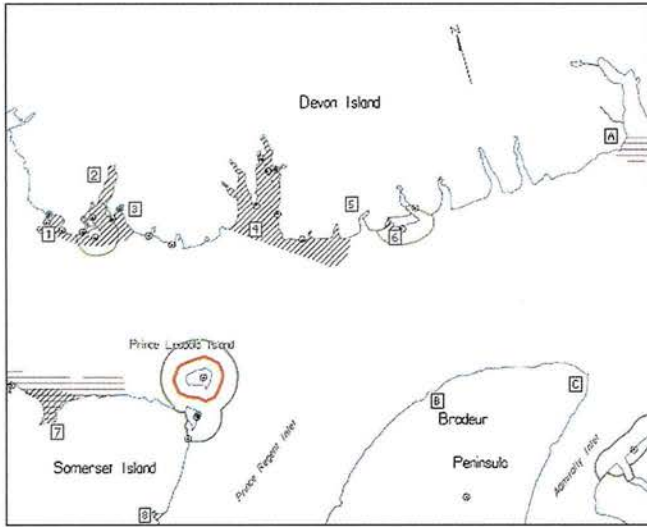 N
Devon Island
A
2
1
3
4
5
6
Prince Leopold Island
7
Somerset Island
8
Prince Regent Inlet
B
C
Brodeur
Peninsula
Admiralty Inlet